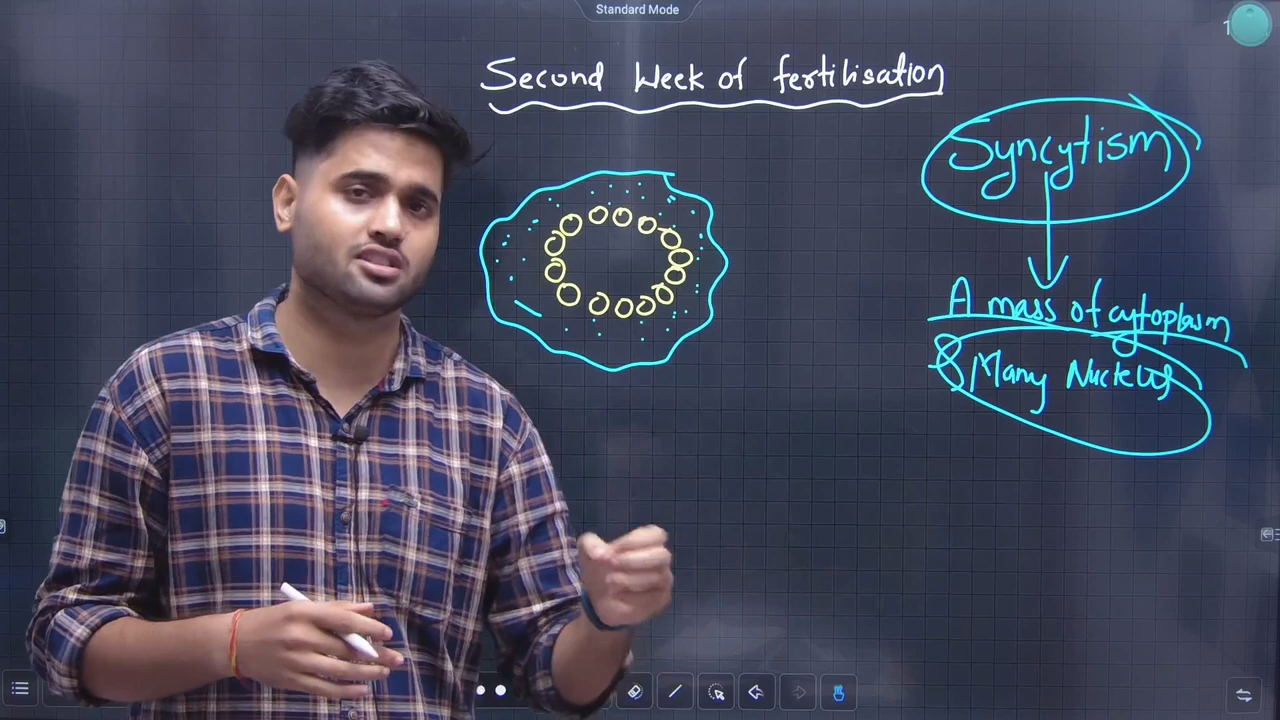 Standard Mode
Second Week of fertilisation
Syncytism
A mass of cytoplasm
& Many Nucleus